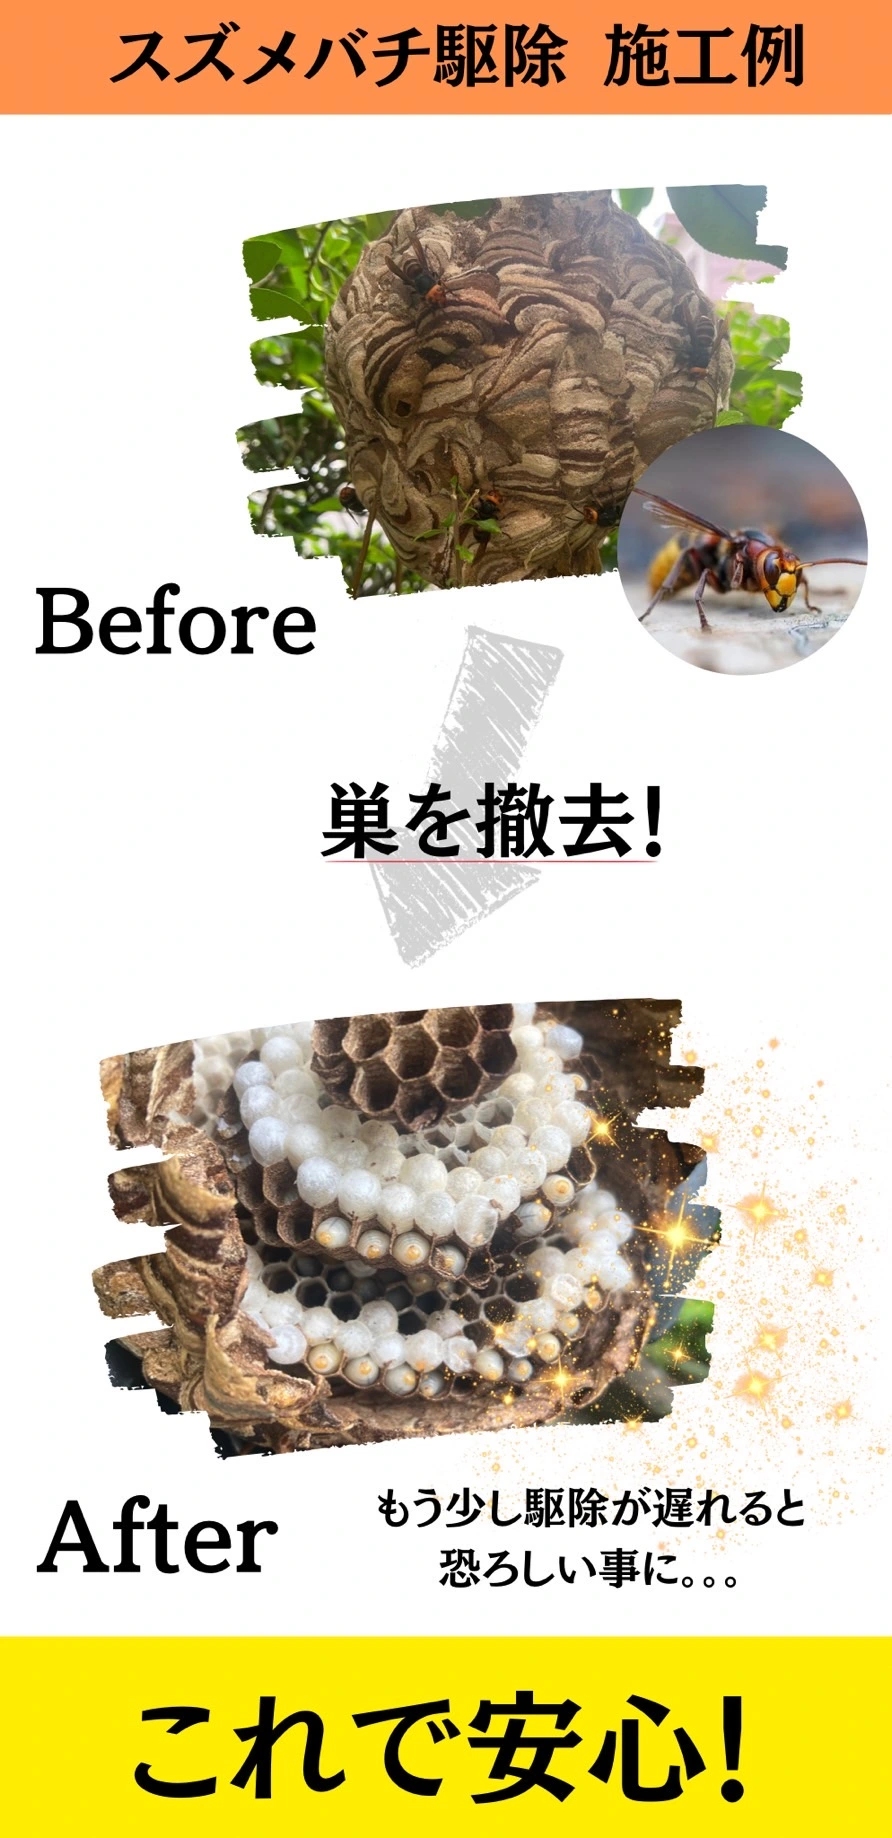 スズメバチ駆除 施工例
Before
巣を撤去!
After
もう少し駆除が遅れると
恐ろしい事に。。。
これで安心!